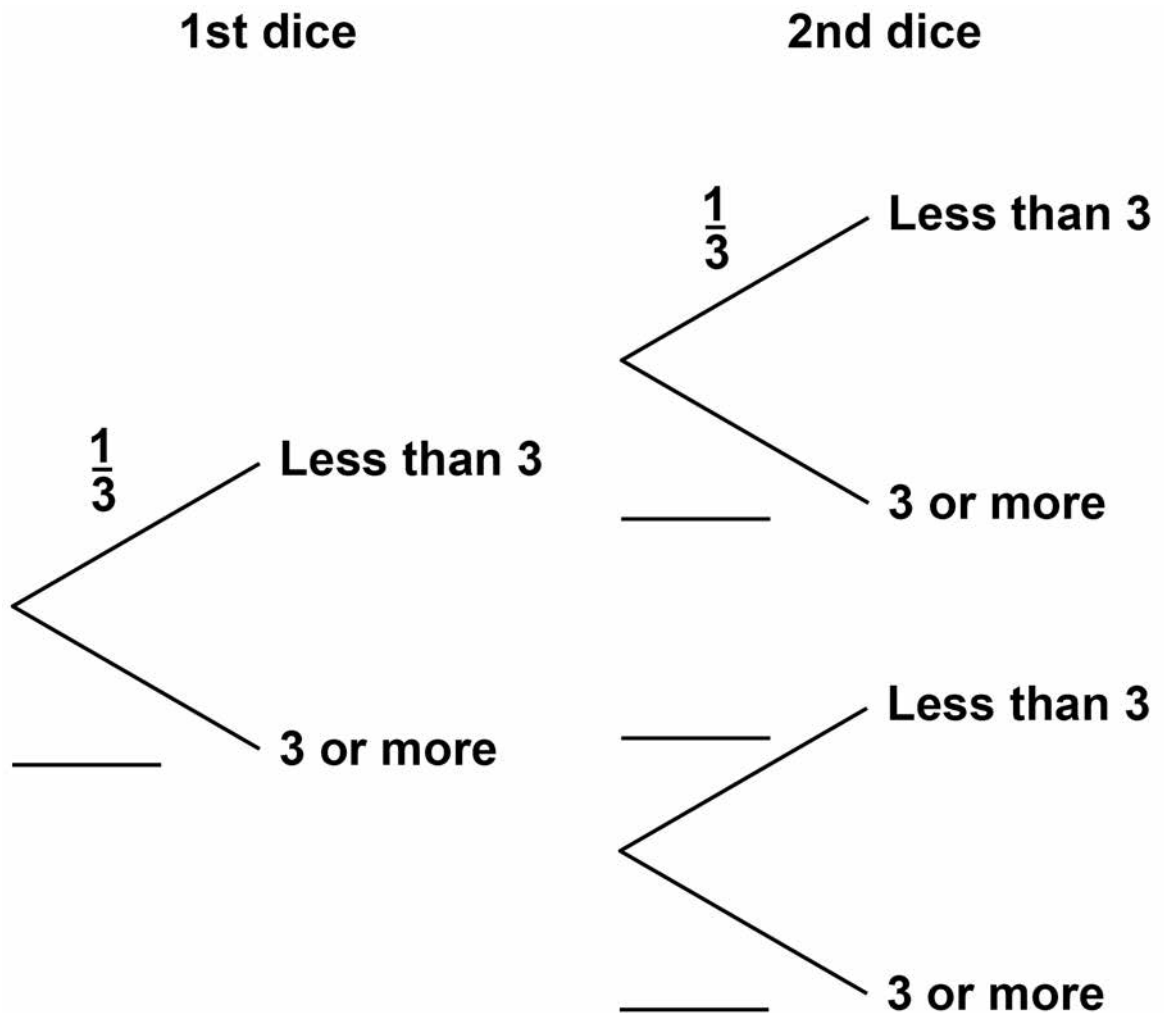 1st dice
2nd dice
1
3
Less than 3
1
3
Less than 3
3 or more
3 or more
Less than 3
3 or more